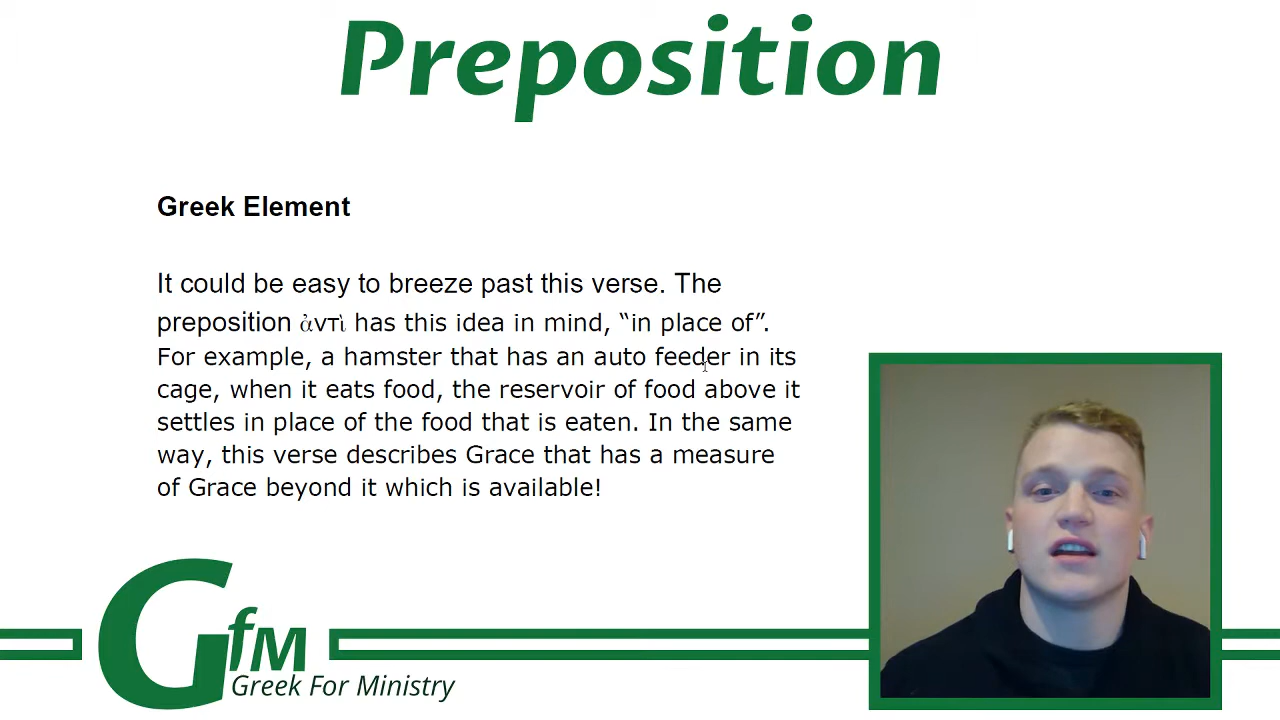 Preposition
Greek Element
It could be easy to breeze past this verse. The
preposition ἀντὶ has this idea in mind, “in place of”.
For example, a hamster that has an auto feeder in its
cage, when it eats food, the reservoir of food above it
settles in place of the food that is eaten. In the same
way, this verse describes Grace that has a measure
of Grace beyond it which is available!
GfM
Greek For Ministry